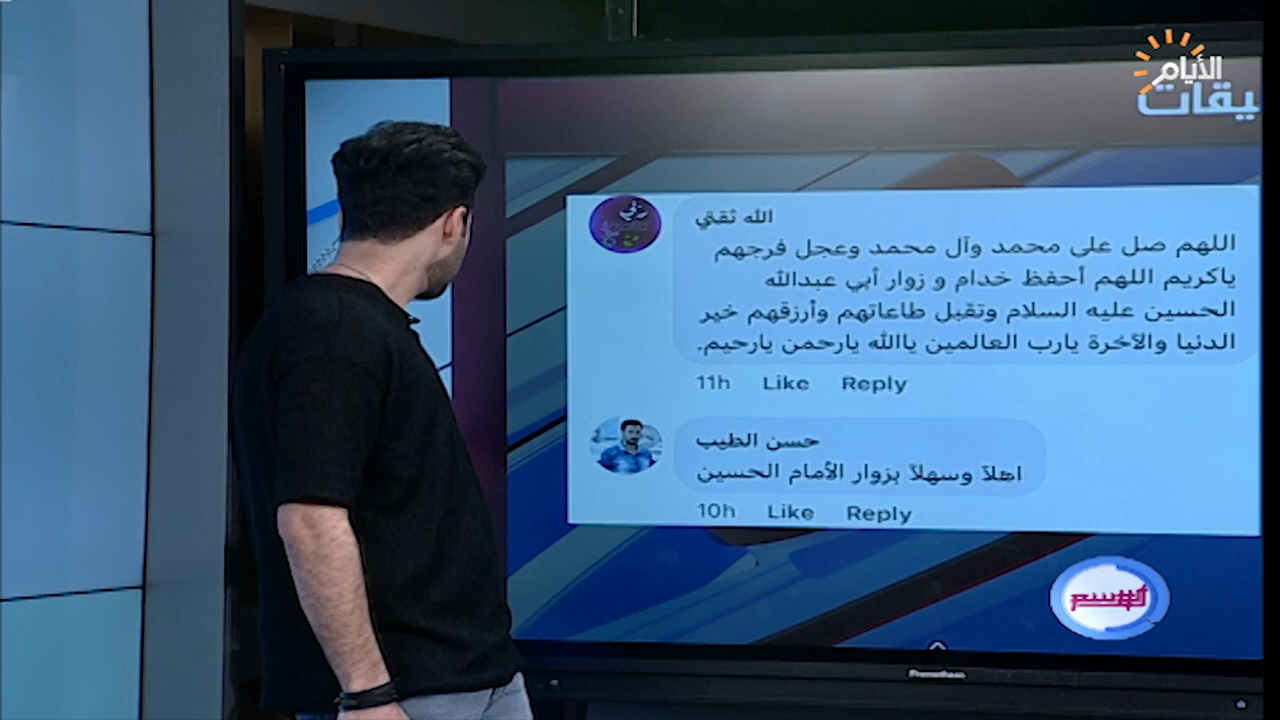 الأيام
يقات
الله ثقتي
اللهم صل على محمد وآل محمد وعجل فرجهم
ياكريم اللهم أحفظ خدام و زوار أبي عبدالله
الحسين عليه السلام وتقبل طاعاتهم وأرزقهم خير
الدنيا والآخرة يارب العالمين ياالله يارحمن يارحيم.
11h Like Reply
حسن الطيب
اهلاً وسهلاً بزوار الأمام الحسين
10h Like Reply
Promethean